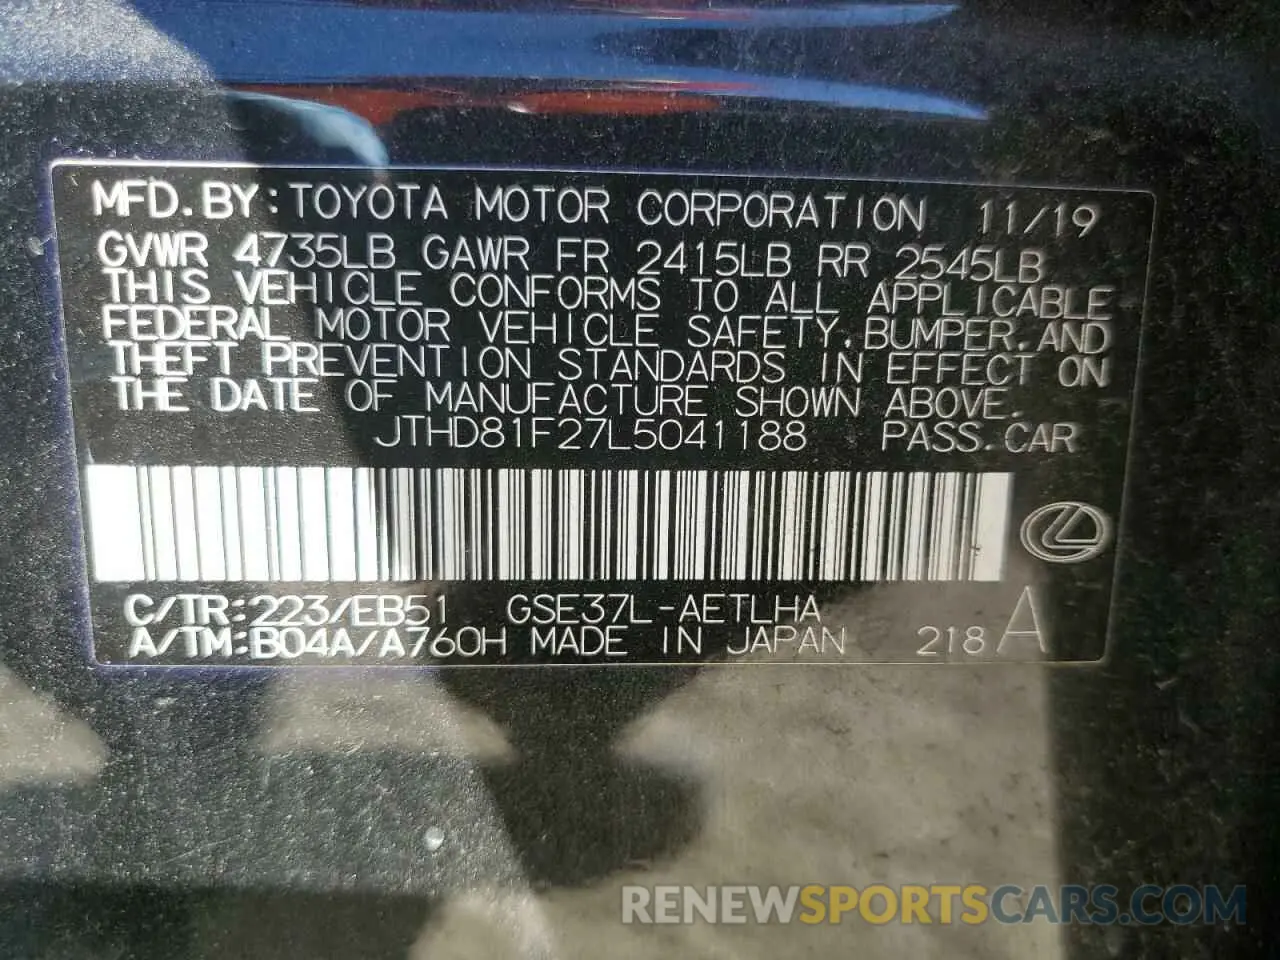 MFD. BY: TOYOTA MOTOR CORPORATION 11/19
GVWR 4735LB GAWR FR 2415LB RR 2545LB
THIS VEHICLE CONFORMS TO ALL APPLICABLE
FEDERAL MOTOR VEHICLE SAFETY, BUMPER, AND
THEFT PREVENTION STANDARDS IN EFFECT ON
THE DATE OF MANUFACTURE SHOWN ABOVE.
JTHD81F27L5041188 PASS. CAR
C/TR: 223/EB51 GSE37L-AETLHA
A/TM: B04A/A760H MADE IN JAPAN 218 A
RENEWSPORTSCARS.COM